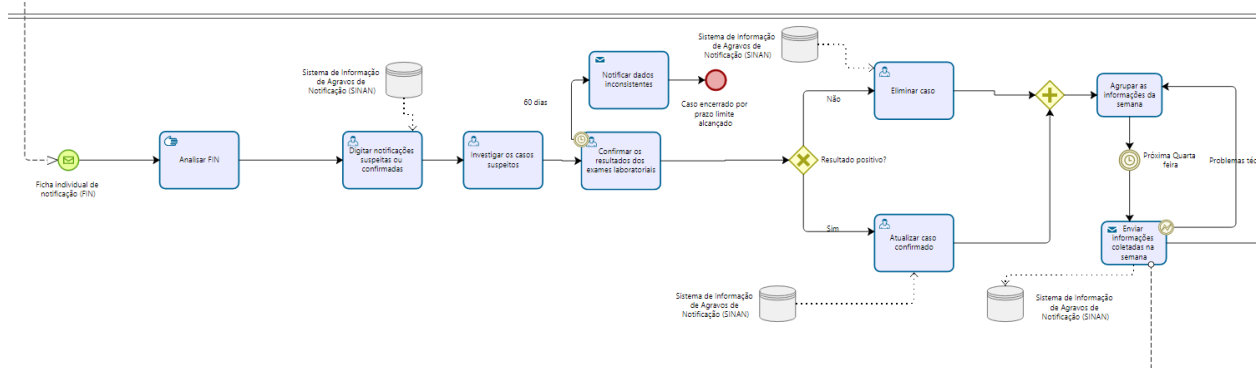 Ficha individual de
notificação (FIN)
Analisar FIN
Sistema de Informação
de Agravos de
Notificação (SINAN)
Digitar notificações
suspeitas ou
confirmadas
Investigar os casos
suspeitos
60 dias
Notificar dados
inconsistentes
Caso encerrado por
prazo limite
alcançado
Confirmar os
resultados dos
exames laboratoriais
Resultado positivo?
Não
Sim
Sistema de Informação
de Agravos de
Notificação (SINAN)
Eliminar caso
Atualizar caso
confirmado
Sistema de Informação
de Agravos de
Notificação (SINAN)
Agrupar as
informações da
semana
Próxima Quarta
feira
Problemas
Enviar
informações
coletadas na
semana
Sistema de Informação
de Agravos de
Notificação (SINAN)